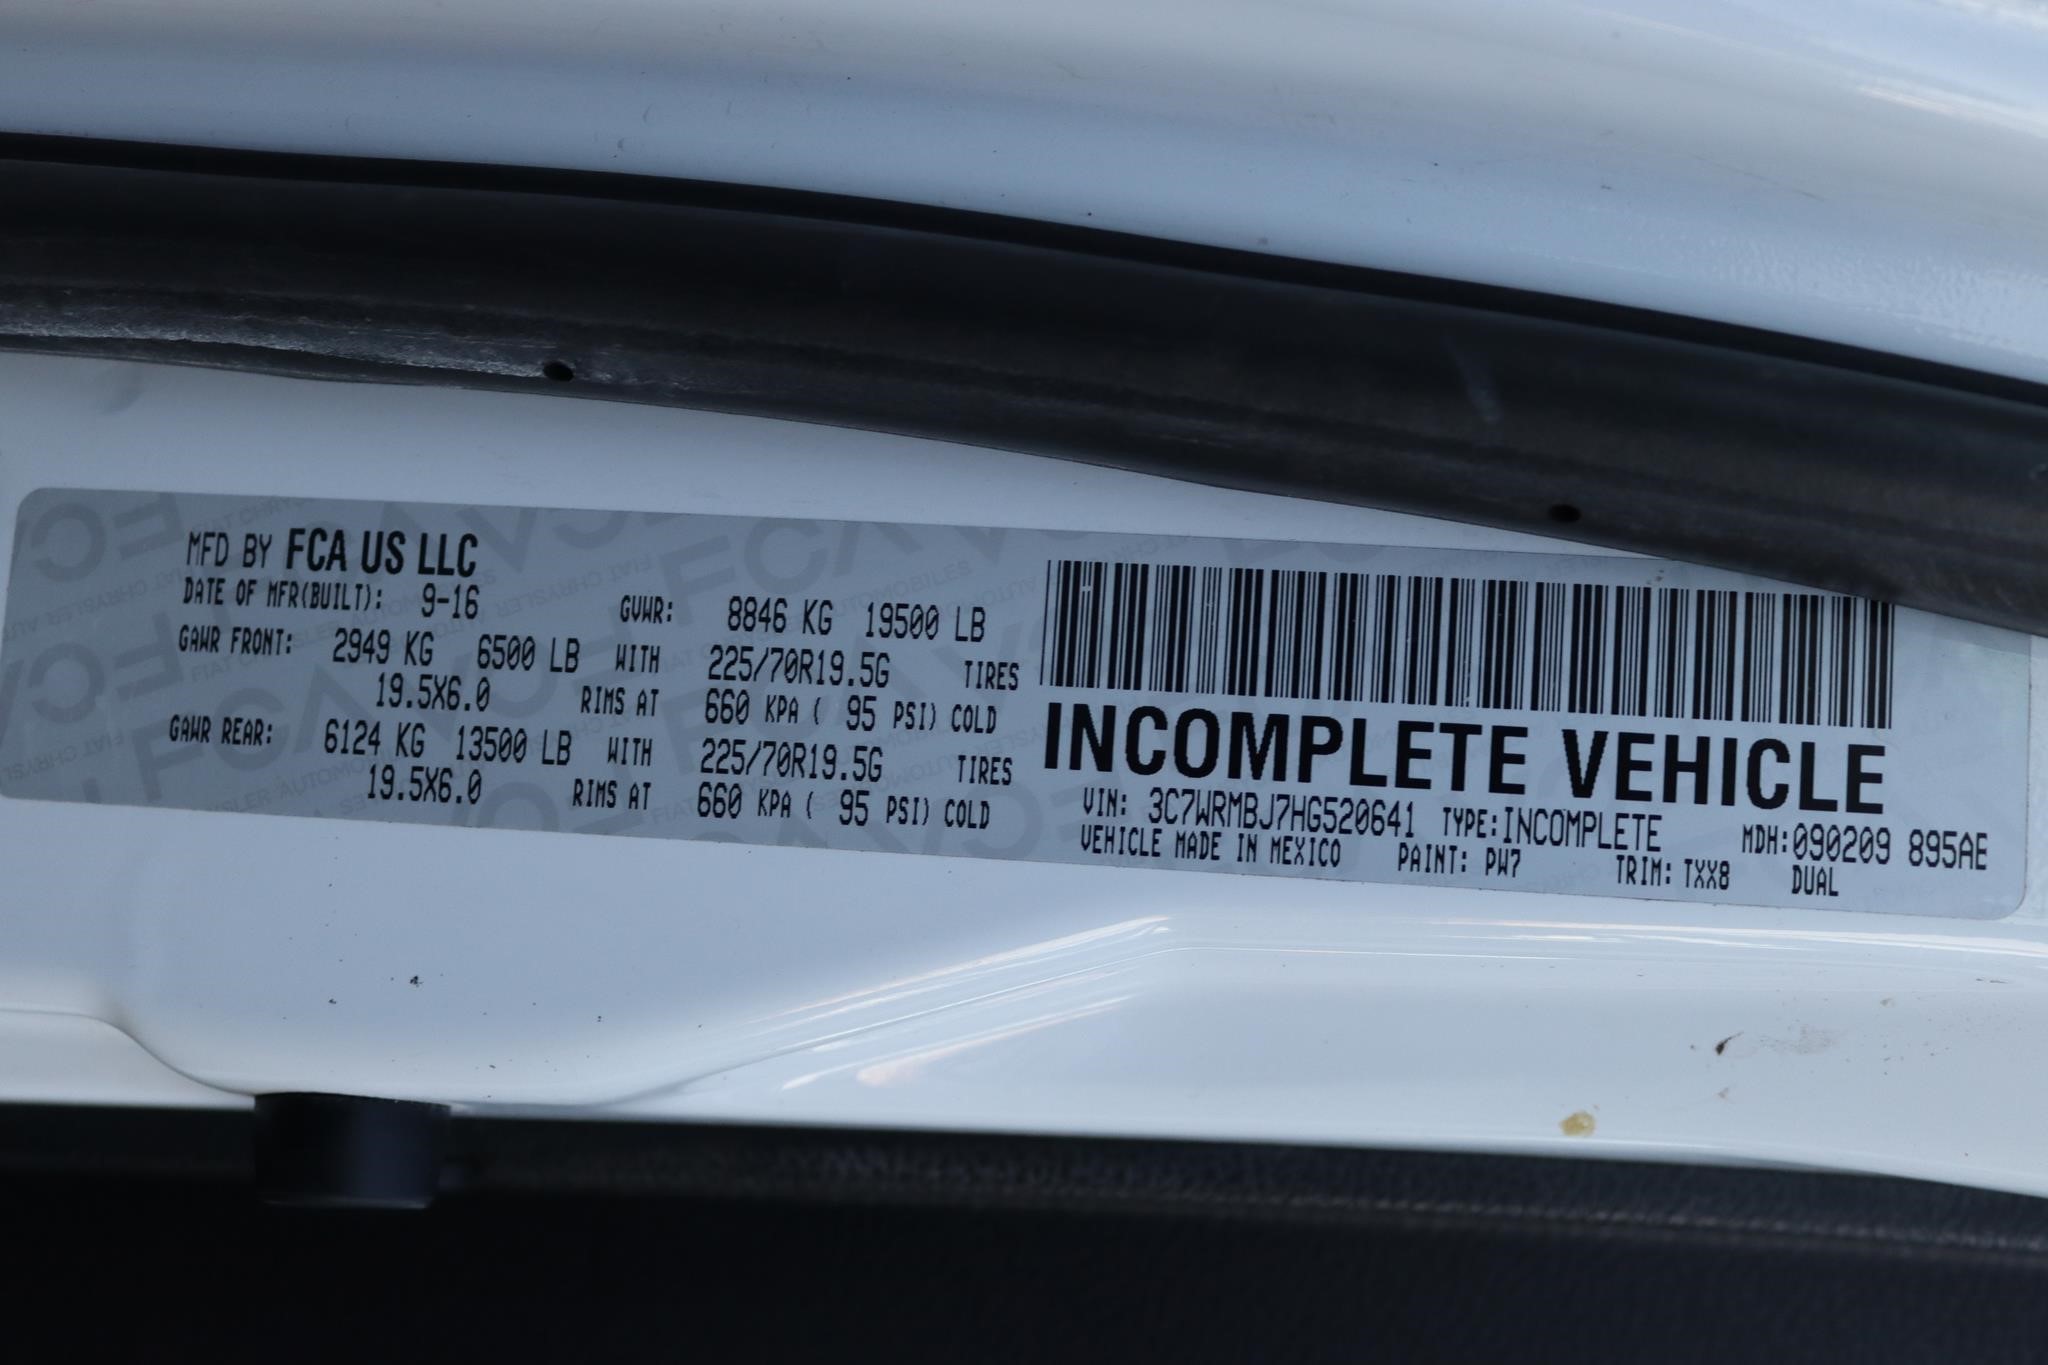 MFD BY FCA US LLC
DATE OF MFR(BUILT): 9-16 GVWR: 8846 KG 19500 LB
GAWR FRONT: 2949 KG 6500 LB WITH 225/70R19.5G TIRES
19.5X6.0 RIMS AT 660 KPA ( 95 PSI) COLD
GAWR REAR: 6124 KG 13500 LB WITH 225/70R19.5G TIRES
19.5X6.0 RIMS AT 660 KPA ( 95 PSI) COLD
INCOMPLETE VEHICLE
VIN: 3C7WRMBJ7HG520641 TYPE: INCOMPLETE MDH: 090209 895AE
VEHICLE MADE IN MEXICO PAINT: PW7 TRIM: TXX8 DUAL